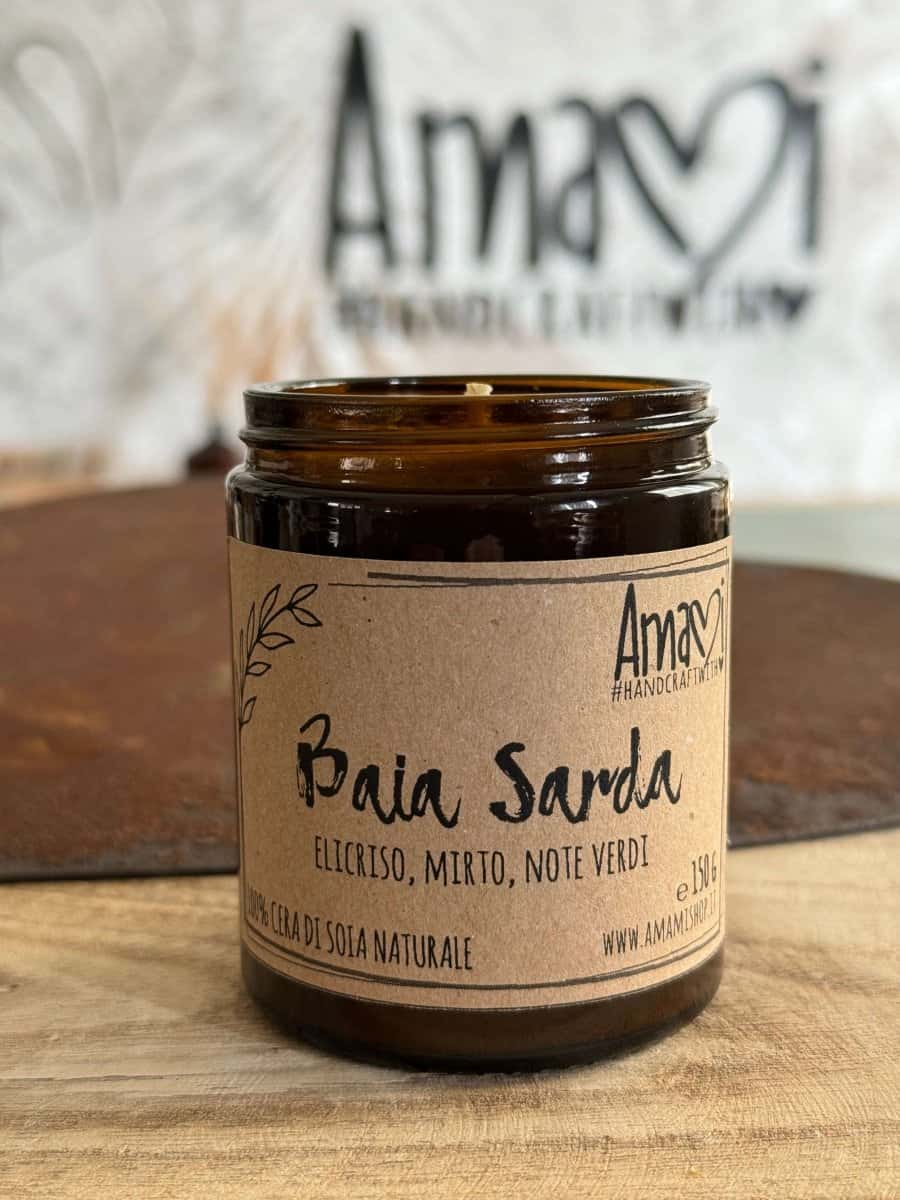 Amami
Amami
#HANDCRAFTWITH♥
Baia Sarda
ELICRISO, MIRTO, NOTE VERDI
℮ 150 G
100% CERA DI SOIA NATURALE
WWW.AMAMISHOP.IT